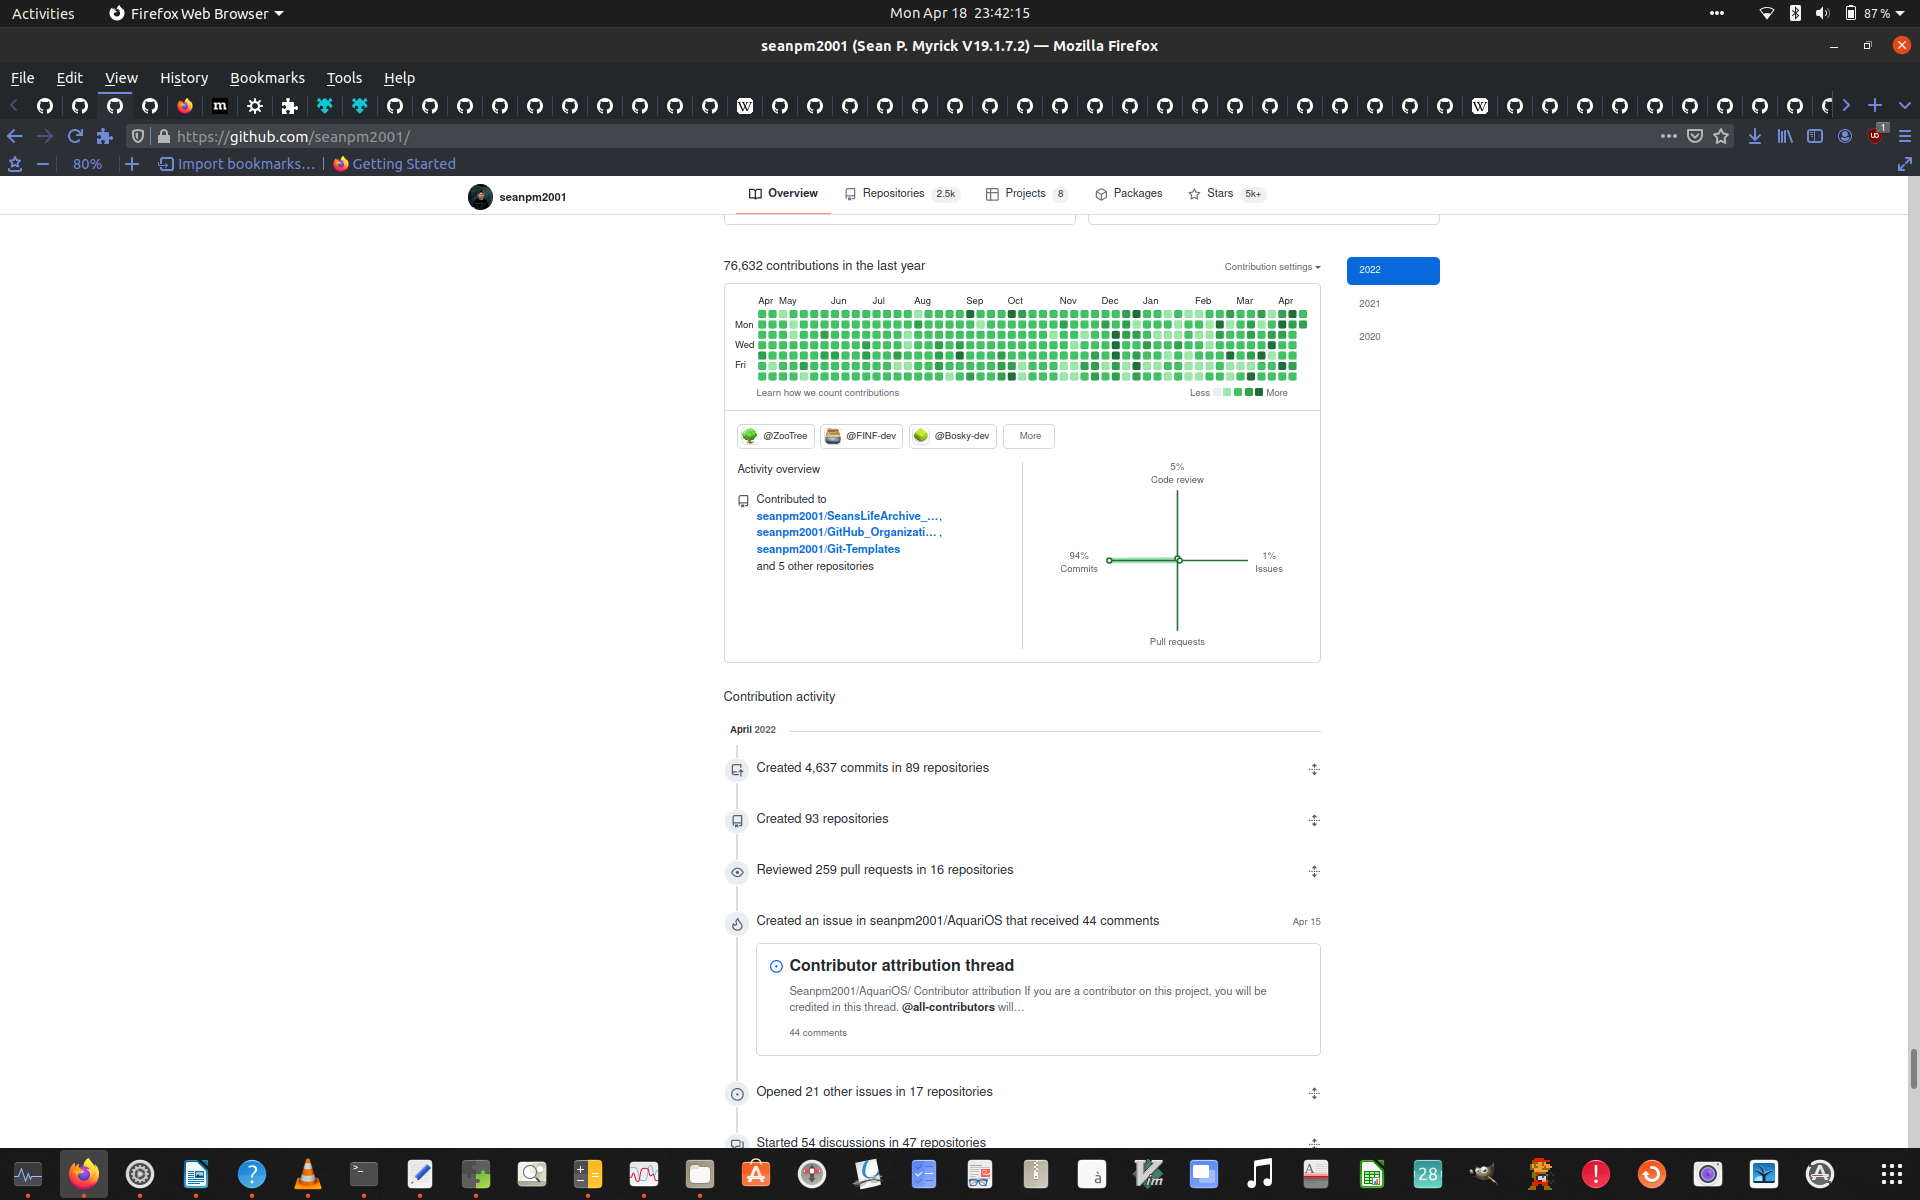 Activities
Firefox Web Browser
Mon Apr 18 23:42:15
87 %
seanpm2001 (Sean P. Myrick V19.1.7.2) — Mozilla Firefox
File Edit View History Bookmarks Tools Help
https://github.com/seanpm2001/
1
80%
Import bookmarks...
Getting Started
seanpm2001
Overview
Repositories 2.5k
Projects 8
Packages
Stars 5k+
76,632 contributions in the last year
Contribution settings
2022
2021
2020
Apr May Jun Jul Aug Sep Oct Nov Dec Jan Feb Mar Apr
Mon
Wed
Fri
Learn how we count contributions
Less More
@ZooTree
@FINF-dev
@Bosky-dev
More
Activity overview
Contributed to
seanpm2001/SeansLifeArchive_… ,
seanpm2001/GitHub_Organizati… ,
seanpm2001/Git-Templates
and 5 other repositories
5%
Code review
94%
Commits
1%
Issues
Pull requests
Contribution activity
April 2022
Created 4,637 commits in 89 repositories
Created 93 repositories
Reviewed 259 pull requests in 16 repositories
Created an issue in seanpm2001/AquariOS that received 44 comments
Apr 15
Contributor attribution thread
Seanpm2001/AquariOS/ Contributor attribution If you are a contributor on this project, you will be
credited in this thread. @all-contributors will…
44 comments
Opened 21 other issues in 17 repositories
Started 54 discussions in 47 repositories
28